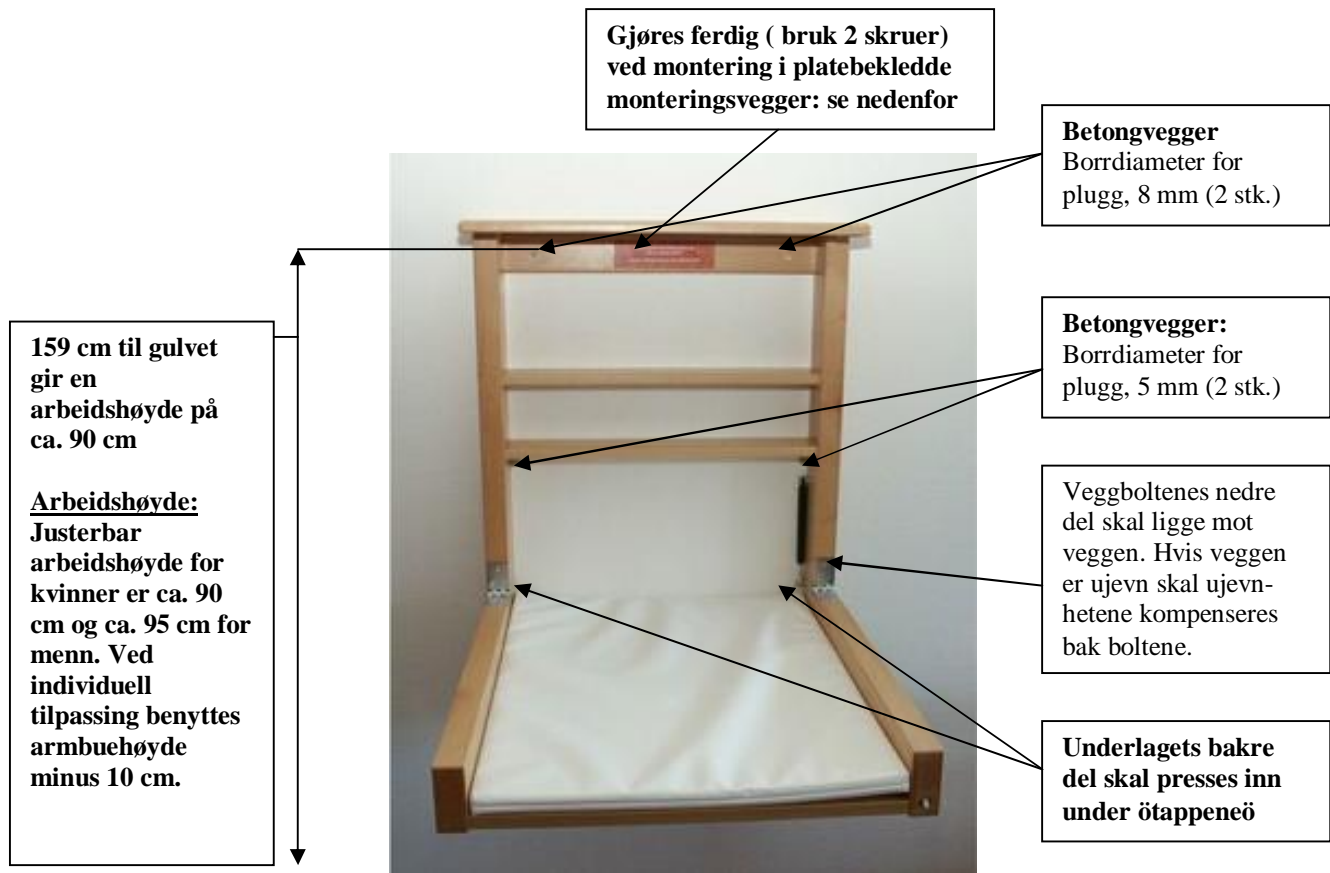 Gjøres ferdig ( bruk 2 skruer)
ved montering i platebekledde
monteringsvegger: se nedenfor
Betongvegger
Borrdiameter for
plugg, 8 mm (2 stk.)
159 cm til gulvet
gir en
arbeidshøyde på
ca. 90 cm
Arbeidshøyde:
Justerbar
arbeidshøyde for
kvinner er ca. 90
cm og ca. 95 cm for
menn. Ved
individuell
tilpassing benyttes
armbuehøyde
minus 10 cm.
Betongvegger:
Borrdiameter for
plugg, 5 mm (2 stk.)
Veggboltenes nedre
del skal ligge mot
veggen. Hvis veggen
er ujevn skal ujevn-
hetene kompenseres
bak boltene.
Underlagets bakre
del skal presses inn
under ötappeneö